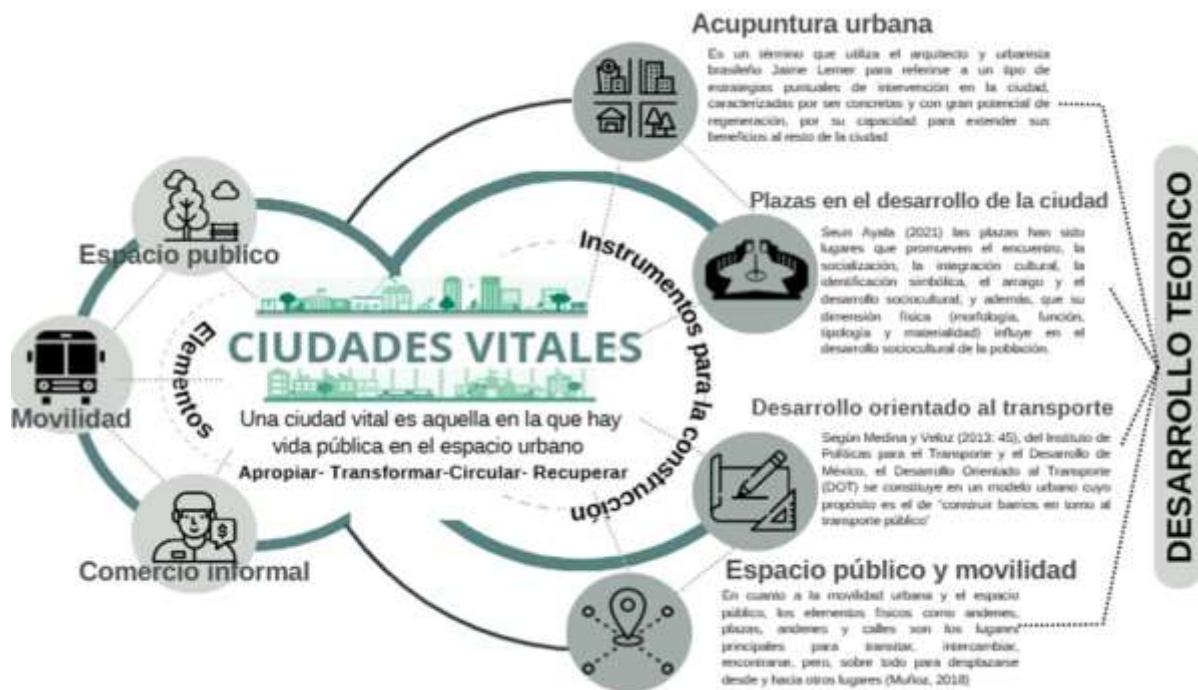 Acupuntura urbana
Es un término que utiliza el arquitecto y urbanista
brasileño Jaime Lerner para referirse a un tipo de
estrategias puntuales de intervención en la ciudad,
caracterizadas por ser concretas y con gran potencial de
regeneración, por su capacidad para extender sus
beneficios al resto de la ciudad
Plazas en el desarrollo de la ciudad
Seun Ayala (2021) las plazas han sido
lugares que promueven el encuentro, la
socialización, la integración cultural, la
identificación simbólica, el arraigo y el
desarrollo sociocultural, y además, que su
dimensión física (morfología, función,
tipología y materialidad) influye en el
desarrollo sociocultural de la población.
Desarrollo orientado al transporte
Según Medina y Veloz (2013: 45), del Instituto de
Políticas para el Transporte y el Desarrollo de
México, el Desarrollo Orientado al Transporte
(DOT) se constituye en un modelo urbano cuyo
propósito es el de "construir barrios en torno al
transporte público"
Espacio público y movilidad
En cuanto a la movilidad urbana y el espacio
público, los elementos físicos como andenes,
plazas, andenes y calles son los lugares
principales para transitar, intercambiar,
encontrarse, pero, sobre todo para desplazarse
desde y hacia otros lugares (Muñoz, 2018)
DESARROLLO TEORICO
Espacio publico
Movilidad
Comercio informal
$
Elementos
CIUDADES VITALES
Una ciudad vital es aquella en la que hay
vida pública en el espacio urbano
Apropiar- Transformar-Circular- Recuperar
Instrumentos para la construcción